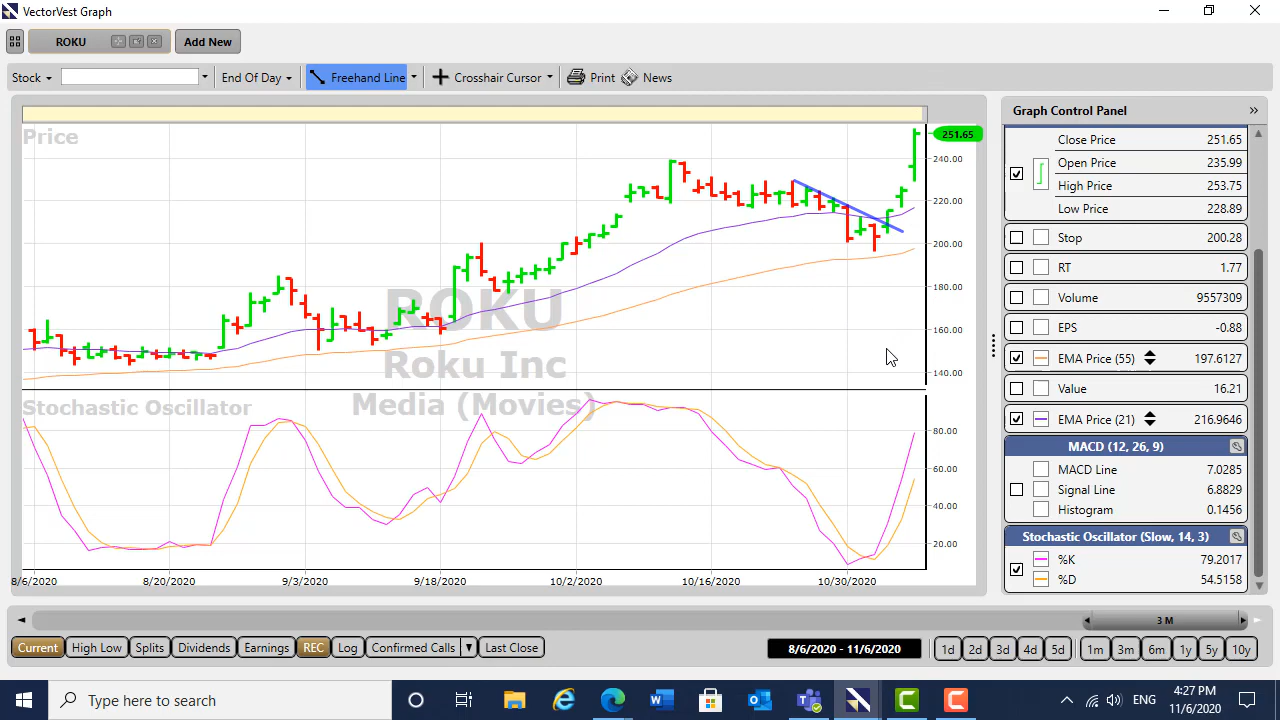 VectorVest Graph
ROKU
Add New
Stock
End Of Day
Freehand Line
Crosshair Cursor
Print
News
Price
251.65
240.00
220.00
200.00
180.00
160.00
140.00
ROKU
Roku Inc
Media (Movies)
Stochastic Oscillator
80.00
60.00
40.00
20.00
8/6/2020
8/20/2020
9/3/2020
9/18/2020
10/2/2020
10/16/2020
10/30/2020
Graph Control Panel
Close Price 251.65
Open Price 235.99
High Price 253.75
Low Price 228.89
Stop 200.28
RT 1.77
Volume 9557309
EPS -0.88
EMA Price (55) 197.6127
Value 16.21
EMA Price (21) 216.9646
MACD (12, 26, 9)
MACD Line 7.0285
Signal Line 6.8829
Histogram 0.1456
Stochastic Oscillator (Slow, 14, 3)
%K 79.2017
%D 54.5158
3 M
Current High Low Splits Dividends Earnings REC Log Confirmed Calls Last Close
8/6/2020 - 11/6/2020
1d 2d 3d 4d 5d 1m 3m 6m 1y 5y 10y
Type here to search
ENG
4:27 PM
11/6/2020